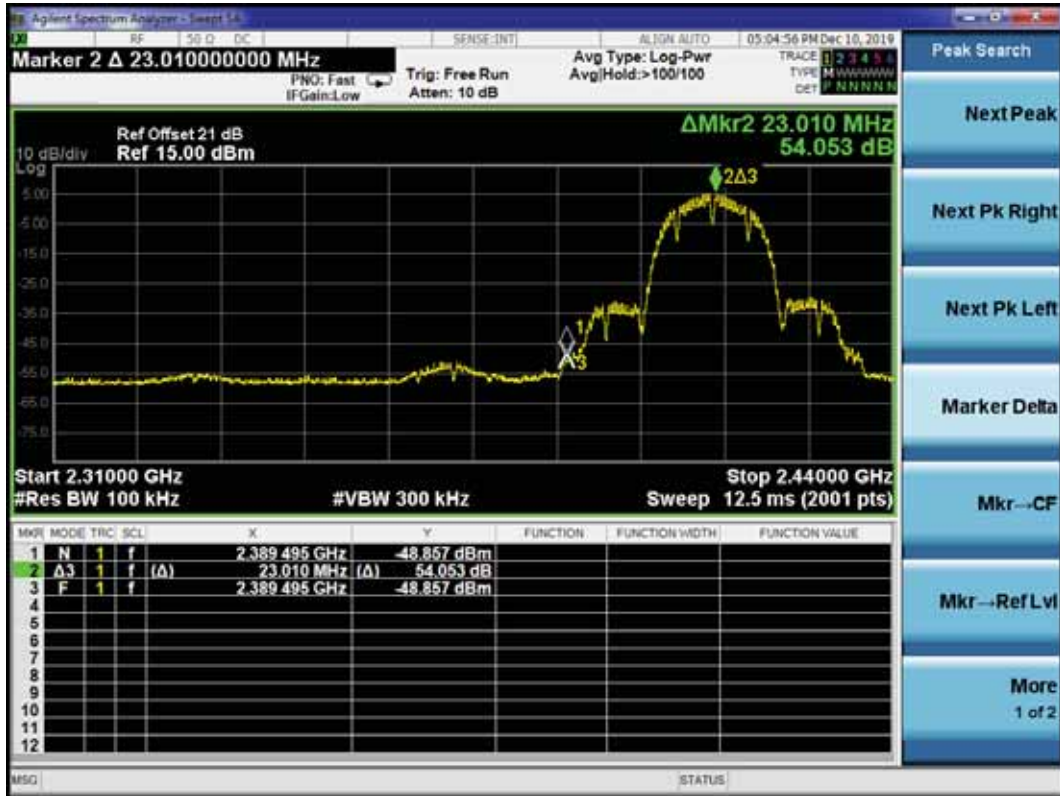 Agilent Spectrum Analyzer - Swept SA
LXI RF 50 Ω DC SENSE:INT ALIGN AUTO 05:04:56 PM Dec 10, 2019
Marker 2 Δ 23.010000000 MHz
PNO: Fast
IFGain:Low
Trig: Free Run
Atten: 10 dB
Avg Type: Log-Pwr
Avg|Hold:>100/100
TRACE 1 2 3 4 5 6
TYPE M WWWWW
DET P N N N N N
Peak Search
Next Peak
Next Pk Right
Next Pk Left
Marker Delta
Mkr→CF
Mkr→Ref Lvl
More
1 of 2
Ref Offset 21 dB
10 dB/div Ref 15.00 dBm
Log
ΔMkr2 23.010 MHz
54.053 dB
2Δ3
5.00
-5.00
-15.0
-25.0
-35.0
-45.0
-55.0
-65.0
-75.0
1
3
Start 2.31000 GHz Stop 2.44000 GHz
#Res BW 100 kHz #VBW 300 kHz Sweep 12.5 ms (2001 pts)
MKR MODE TRC SCL X Y FUNCTION FUNCTION WIDTH FUNCTION VALUE
1 N 1 f 2.389 495 GHz -48.857 dBm
2 Δ3 1 f (Δ) 23.010 MHz (Δ) 54.053 dB
3 F 1 f 2.389 495 GHz -48.857 dBm
4
5
6
7
8
9
10
11
12
MSG STATUS